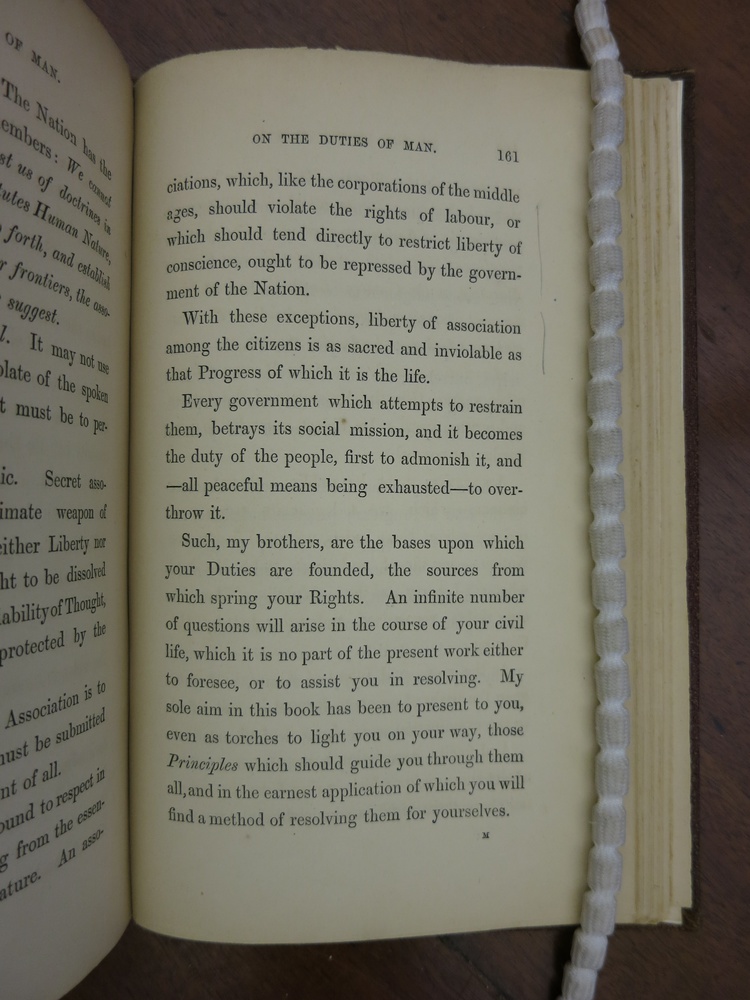 OF MAN.
The Nation has the
embers: We cannot
st us of doctrines in
tutes Human Nature,
forth, and establish
r frontiers, the asso-
suggest.
l. It may not use
plate of the spoken
t must be to per-
ic. Secret asso-
imate weapon of
either Liberty nor
ht to be dissolved
ability of Thought,
protected by the
Association is to
must be submitted
nt of all.
ound to respect in
g from the essen-
ature. An asso-
ON THE DUTIES OF MAN. 161
ciations, which, like the corporations of the middle
ages, should violate the rights of labour, or
which should tend directly to restrict liberty of
conscience, ought to be repressed by the govern-
ment of the Nation.
With these exceptions, liberty of association
among the citizens is as sacred and inviolable as
that Progress of which it is the life.
Every government which attempts to restrain
them, betrays its social mission, and it becomes
the duty of the people, first to admonish it, and
—all peaceful means being exhausted—to over-
throw it.
Such, my brothers, are the bases upon which
your Duties are founded, the sources from
which spring your Rights. An infinite number
of questions will arise in the course of your civil
life, which it is no part of the present work either
to foresee, or to assist you in resolving. My
sole aim in this book has been to present to you,
even as torches to light you on your way, those
Principles which should guide you through them
all, and in the earnest application of which you will
find a method of resolving them for yourselves.
M